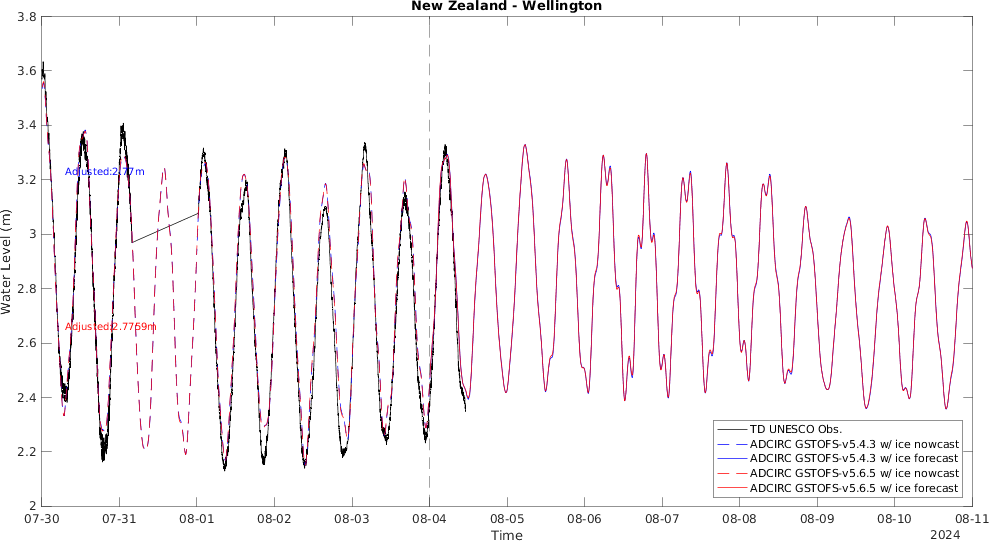 New Zealand - Wellington
3.8
3.6
3.4
3.2
3
2.8
2.6
2.4
2.2
2
Water Level (m)
Adjusted:2.77m
Adjusted:2.7759m
TD UNESCO Obs.
ADCIRC GSTOFS-v5.4.3 w/ ice nowcast
ADCIRC GSTOFS-v5.4.3 w/ ice forecast
ADCIRC GSTOFS-v5.6.5 w/ ice nowcast
ADCIRC GSTOFS-v5.6.5 w/ ice forecast
07-30 07-31 08-01 08-02 08-03 08-04 08-05 08-06 08-07 08-08 08-09 08-10 08-11
Time
2024